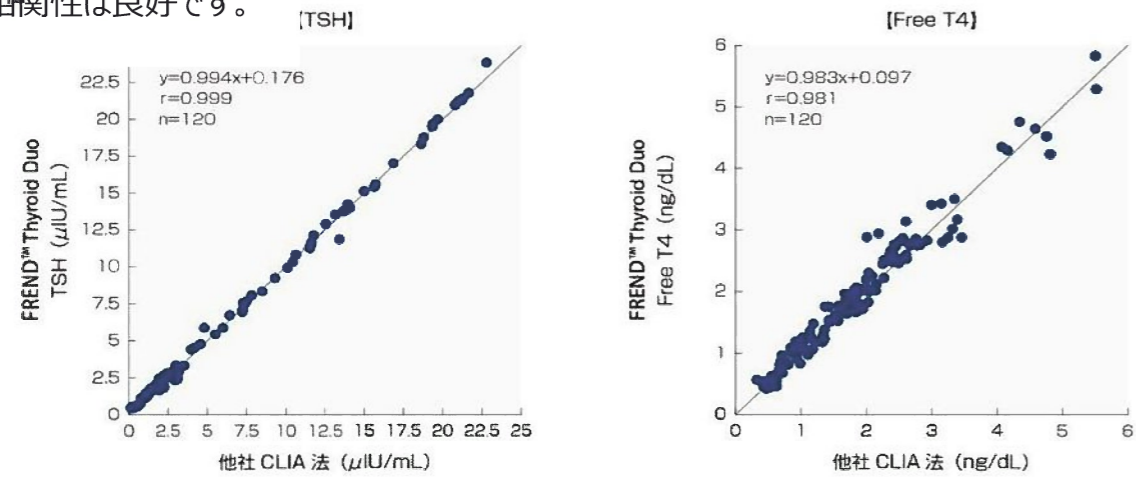 相関性は良好です。
【TSH】
y=0.994x+0.176
r=0.999
n=120
22.5
20
17.5
15
12.5
10
7.5
5
2.5
0
0 2.5 5 7.5 10 12.5 15 17.5 20 22.5 25
FREND™ Thyroid Duo
TSH (μIU/mL)
他社 CLIA 法 (μIU/mL)
【Free T4】
y=0.983x+0.097
r=0.981
n=120
6
5
4
3
2
1
0
0 1 2 3 4 5 6
FREND™ Thyroid Duo
Free T4 (ng/dL)
他社 CLIA 法 (ng/dL)